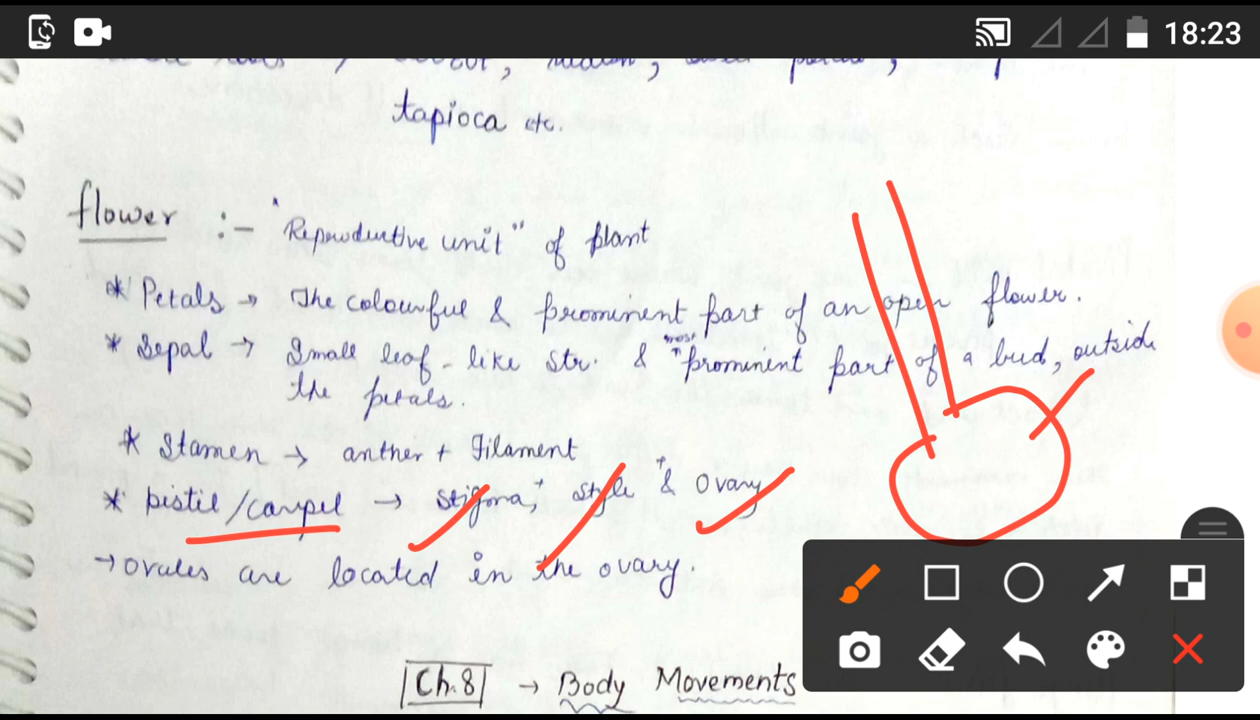 18:23
tapioca etc.
flower :- "Reproductive unit" of plant
* Petals → The colourful & prominent part of an open flower.
* Sepal → Small leaf-like str. & most prominent part of a bud, outside
the petals.
* Stamen → anther + Filament
* Pistil/carpel → Stigma, + Style + & Ovary
→ ovules are located in the ovary.
Ch.8 → Body Movements